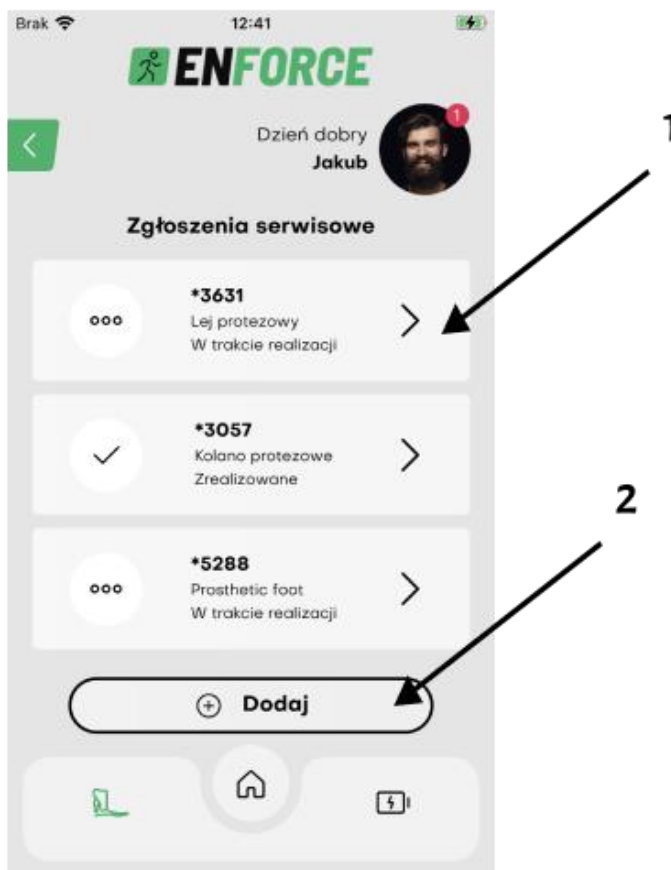 Brak 12:41
ENFORCE
1
Dzień dobry
1
Jakub
Zgłoszenia serwisowe
*3631
Lej protezowy
W trakcie realizacji
*3057
Kolano protezowe
Zrealizowane
2
*5288
Prosthetic foot
W trakcie realizacji
Dodaj